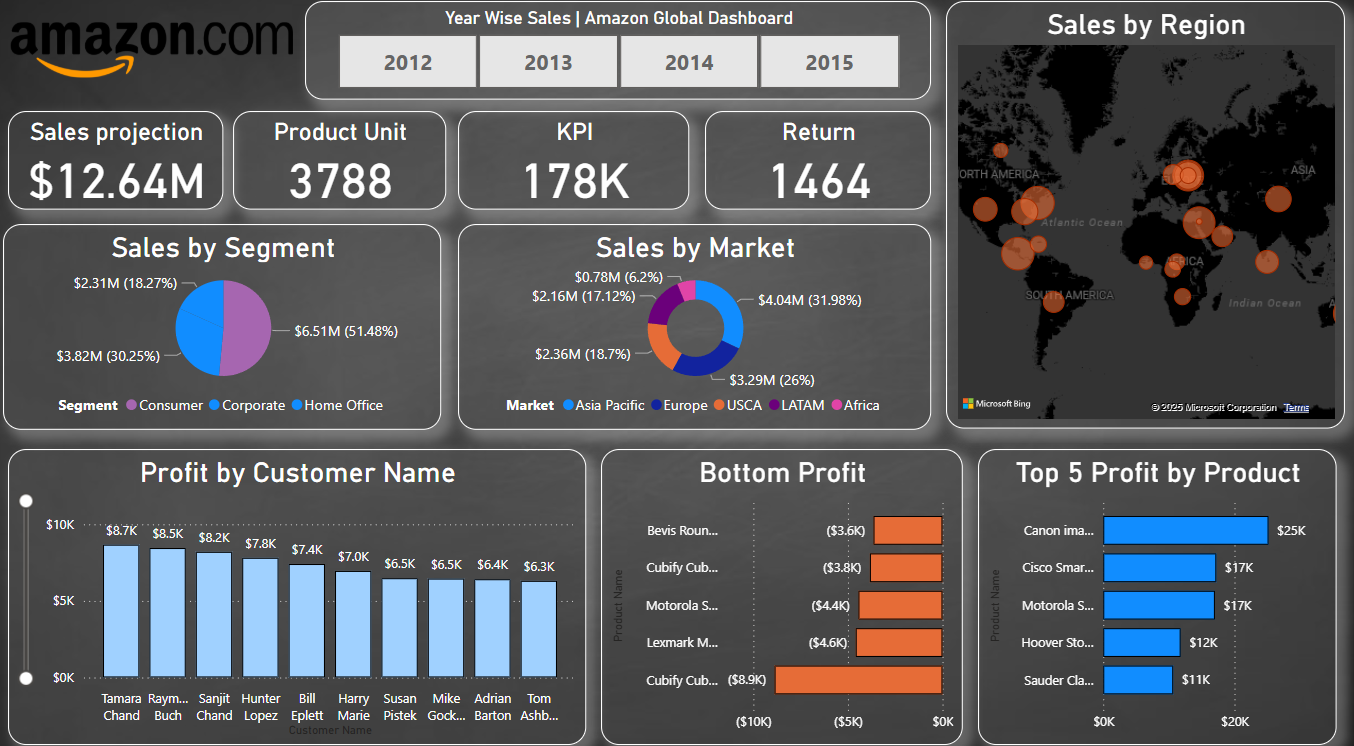 amazon.com
Year Wise Sales | Amazon Global Dashboard
2012
2013
2014
2015
Sales projection
$12.64M
Product Unit
3788
KPI
178K
Return
1464
Sales by Segment
$2.31M (18.27%)
$6.51M (51.48%)
$3.82M (30.25%)
Segment Consumer Corporate Home Office
Sales by Market
$0.78M (6.2%)
$2.16M (17.12%)
$4.04M (31.98%)
$2.36M (18.7%)
$3.29M (26%)
Market Asia Pacific Europe USCA LATAM Africa
Sales by Region
ASIA
Atlantic Ocean
SOUTH AMERICA
Indian Ocean
Microsoft Bing
© 2025 Microsoft Corporation Terms
Profit by Customer Name
$10K
$5K
$0K
$8.7K
$8.5K
$8.2K
$7.8K
$7.4K
$7.0K
$6.5K
$6.5K
$6.4K
$6.3K
Tamara Chand
Raym... Buch
Sanjit Chand
Hunter Lopez
Bill Eplett
Harry Marie
Susan Pistek
Mike Gock...
Adrian Barton
Tom Ashb...
Customer Name
Bottom Profit
Product Name
Bevis Roun... ($3.6K)
Cubify Cub... ($3.8K)
Motorola S... ($4.4K)
Lexmark M... ($4.6K)
Cubify Cub... ($8.9K)
($10K) ($5K) $0K
Top 5 Profit by Product
Product Name
Canon ima... $25K
Cisco Smar... $17K
Motorola S... $17K
Hoover Sto... $12K
Sauder Cla... $11K
$0K $20K